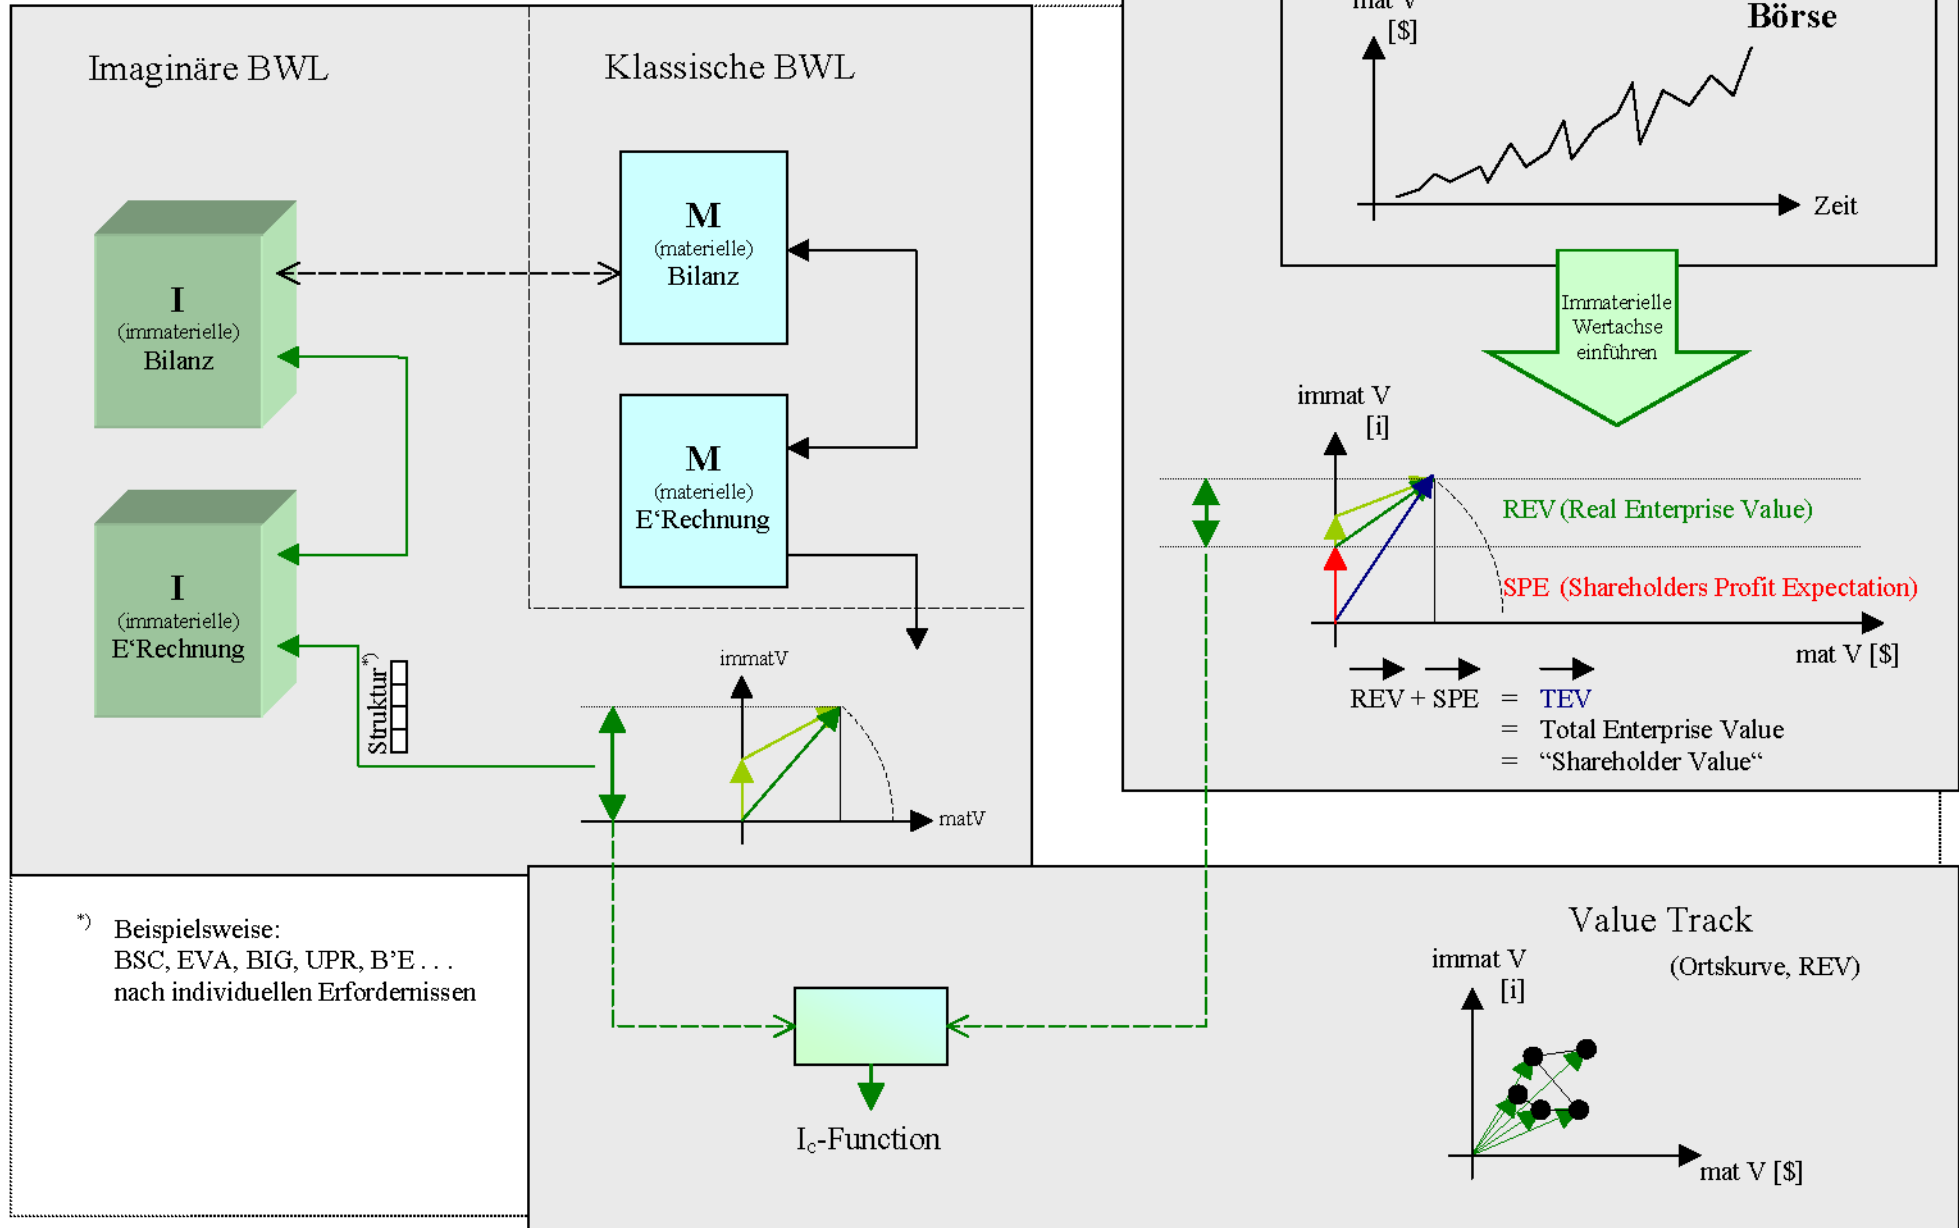 Imaginäre BWL
Klassische BWL
I
(immaterielle)
Bilanz
M
(materielle)
Bilanz
I
(immaterielle)
E‘Rechnung
M
(materielle)
E‘Rechnung
Struktur*)
immatV
matV
mat V
[$]
Börse
Zeit
Immaterielle
Wertachse
einführen
immat V
[i]
REV (Real Enterprise Value)
SPE (Shareholders Profit Expectation)
mat V [$]
REV + SPE = TEV
= Total Enterprise Value
= “Shareholder Value“
*) Beispielsweise:
BSC, EVA, BIG, UPR, B’E . . .
nach individuellen Erfordernissen
Ic-Function
Value Track
(Ortskurve, REV)
immat V
[i]
mat V [$]